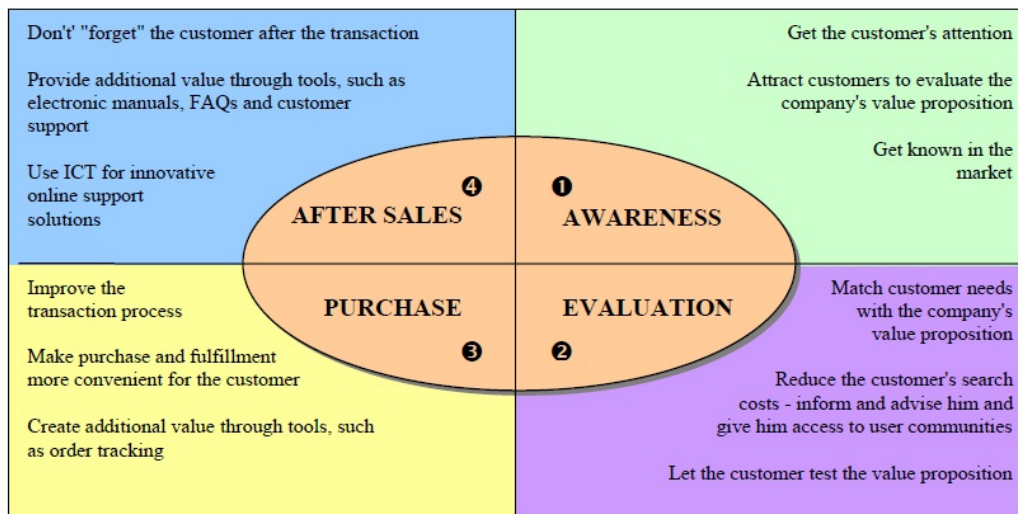 Don't' "forget" the customer after the transaction
Provide additional value through tools, such as
electronic manuals, FAQs and customer
support
Use ICT for innovative
online support
solutions
Get the customer's attention
Attract customers to evaluate the
company's value proposition
Get known in the
market
❹
AFTER SALES
❶
AWARENESS
PURCHASE
❸
EVALUATION
❷
Improve the
transaction process
Make purchase and fulfillment
more convenient for the customer
Create additional value through tools, such
as order tracking
Match customer needs
with the company's
value proposition
Reduce the customer's search
costs - inform and advise him and
give him access to user communities
Let the customer test the value proposition